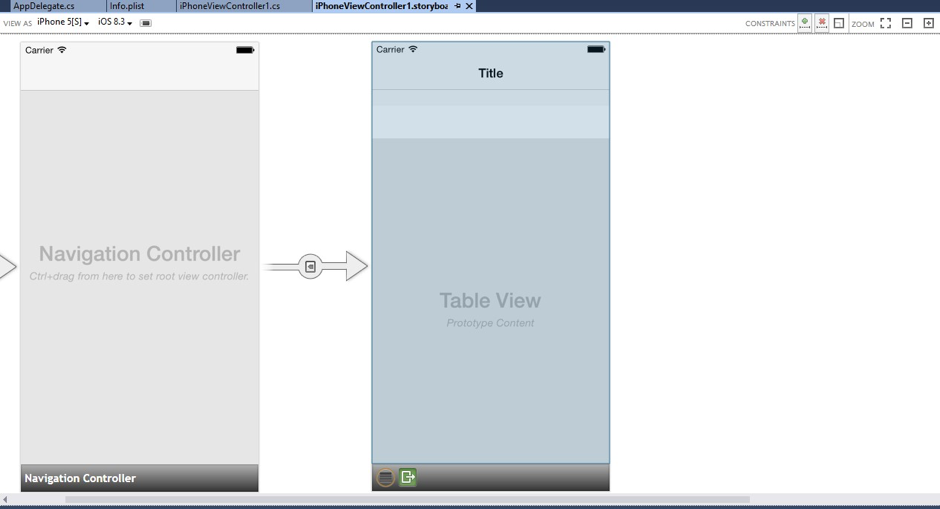 AppDelegate.cs Info.plist iPhoneViewController1.cs iPhoneViewController1.storyboa
VIEW AS iPhone 5[S] iOS 8.3 CONSTRAINTS ZOOM
Carrier
Carrier
Title
Navigation Controller
Ctrl+drag from here to set root view controller.
Table View
Prototype Content
Navigation Controller